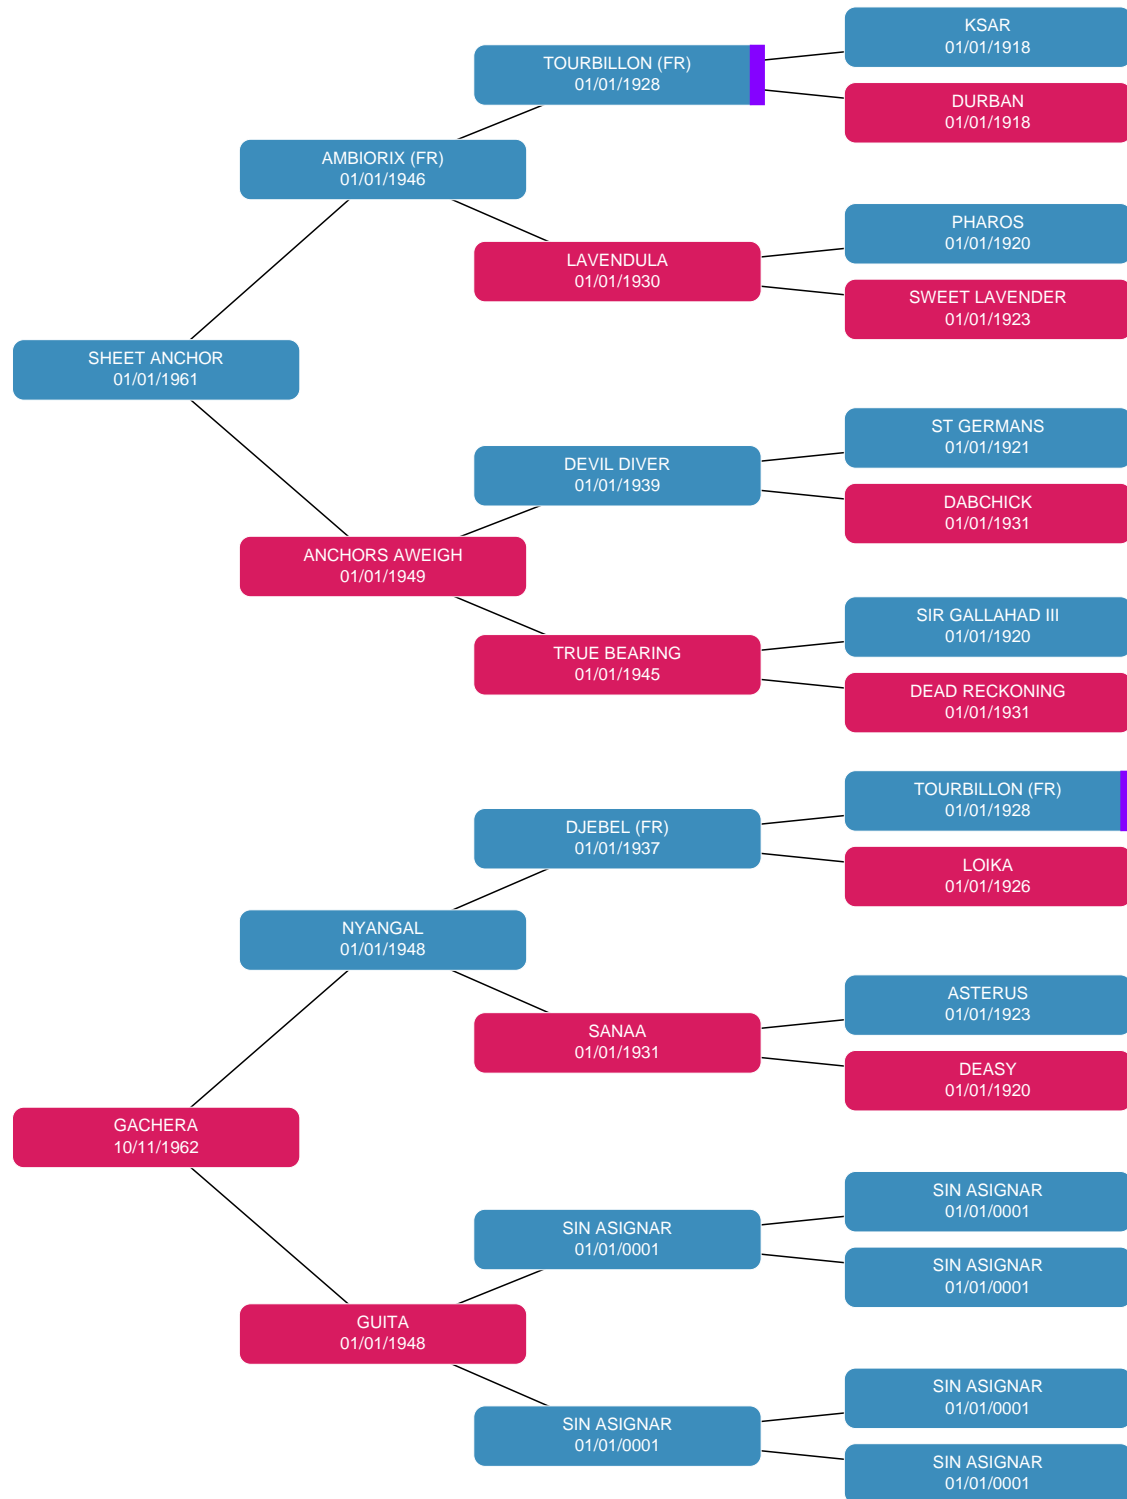 KSAR
01/01/1918
TOURBILLON (FR)
01/01/1928
DURBAN
01/01/1918
AMBIORIX (FR)
01/01/1946
PHAROS
01/01/1920
LAVENDULA
01/01/1930
SWEET LAVENDER
01/01/1923
SHEET ANCHOR
01/01/1961
ST GERMANS
01/01/1921
DEVIL DIVER
01/01/1939
DABCHICK
01/01/1931
ANCHORS AWEIGH
01/01/1949
SIR GALLAHAD III
01/01/1920
TRUE BEARING
01/01/1945
DEAD RECKONING
01/01/1931
TOURBILLON (FR)
01/01/1928
DJEBEL (FR)
01/01/1937
LOIKA
01/01/1926
NYANGAL
01/01/1948
ASTERUS
01/01/1923
SANAA
01/01/1931
DEASY
01/01/1920
GACHERA
10/11/1962
SIN ASIGNAR
01/01/0001
SIN ASIGNAR
01/01/0001
SIN ASIGNAR
01/01/0001
GUITA
01/01/1948
SIN ASIGNAR
01/01/0001
SIN ASIGNAR
01/01/0001
SIN ASIGNAR
01/01/0001